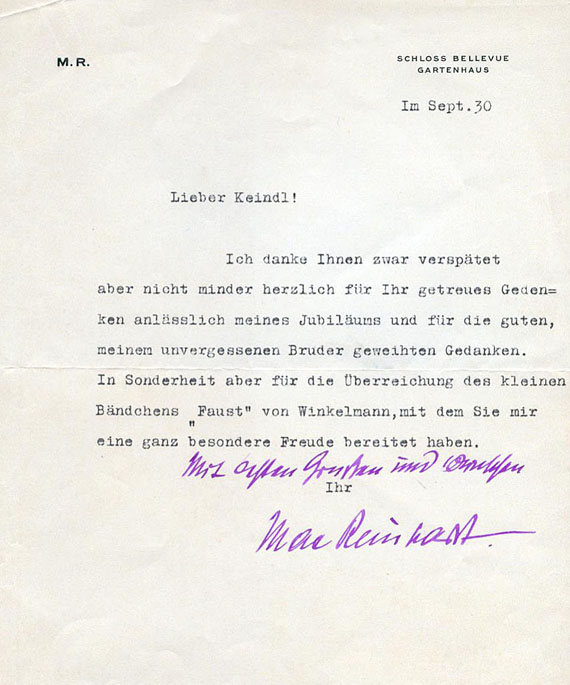 M.R.
SCHLOSS BELLEVUE
GARTENHAUS
Im Sept.30
Lieber Keindl!
Ich danke Ihnen zwar verspätet
aber nicht minder herzlich für Ihr getreues Geden=
ken anlässlich meines Jubiläums und für die guten,
meinem unvergessenen Bruder geweihten Gedanken.
In Sonderheit aber für die Überreichung des kleinen
Bändchens „Faust" von Winkelmann,mit dem Sie mir
eine ganz besondere Freude bereitet haben.
Mit besten Grüßen und Wünschen
Ihr
Max Reinhardt.